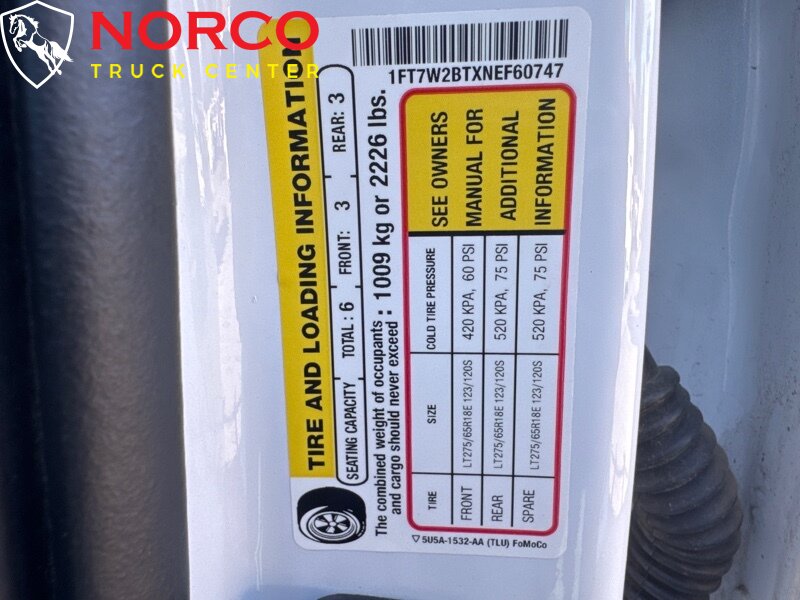 NORCO
TRUCK CENTER
1FT7W2BTXNEF60747
TIRE AND LOADING INFORMATION
SEATING CAPACITY TOTAL: 6 FRONT: 3 REAR: 3
The combined weight of occupants
and cargo should never exceed : 1009 kg or 2226 lbs.
TIRE SIZE COLD TIRE PRESSURE
FRONT LT275/65R18E 123/120S 420 KPA, 60 PSI
REAR LT275/65R18E 123/120S 520 KPA, 75 PSI
SPARE LT275/65R18E 123/120S 520 KPA, 75 PSI
SEE OWNERS
MANUAL FOR
ADDITIONAL
INFORMATION
5U5A-1532-AA (TLU) FoMoCo